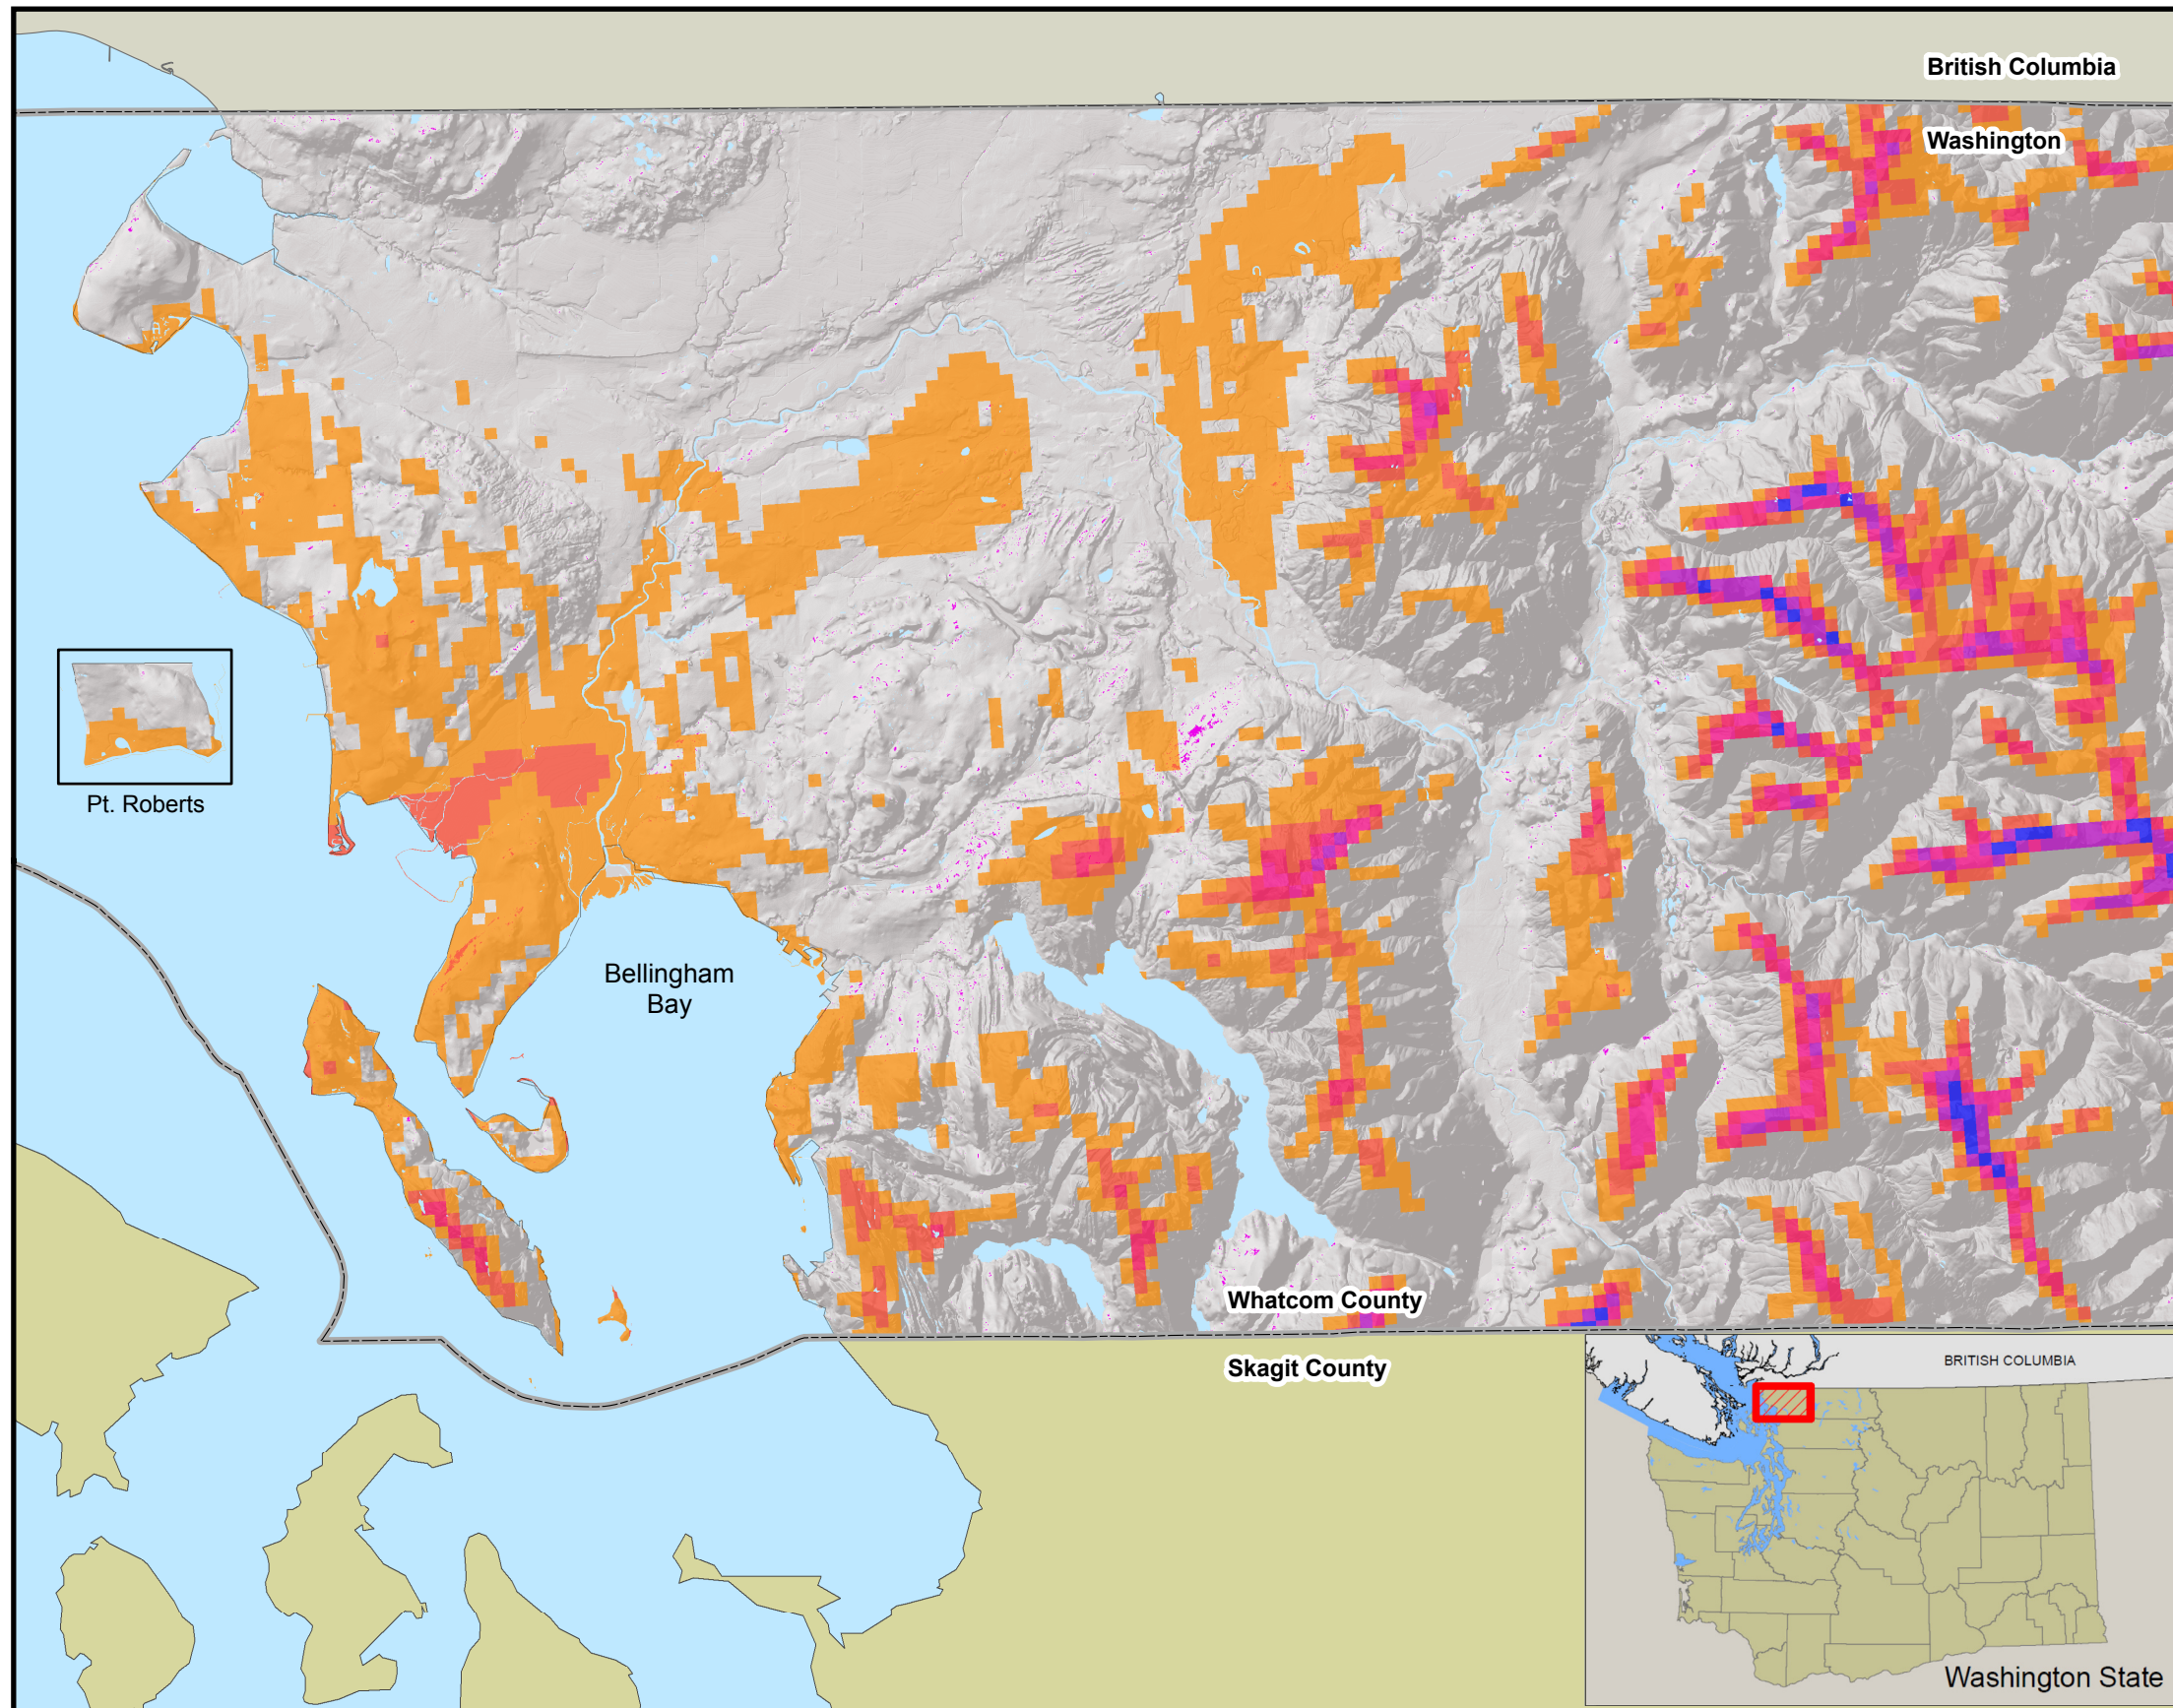 British Columbia
Washington
Pt. Roberts
Bellingham
Bay
Whatcom County
Skagit County
BRITISH COLUMBIA
Washington State